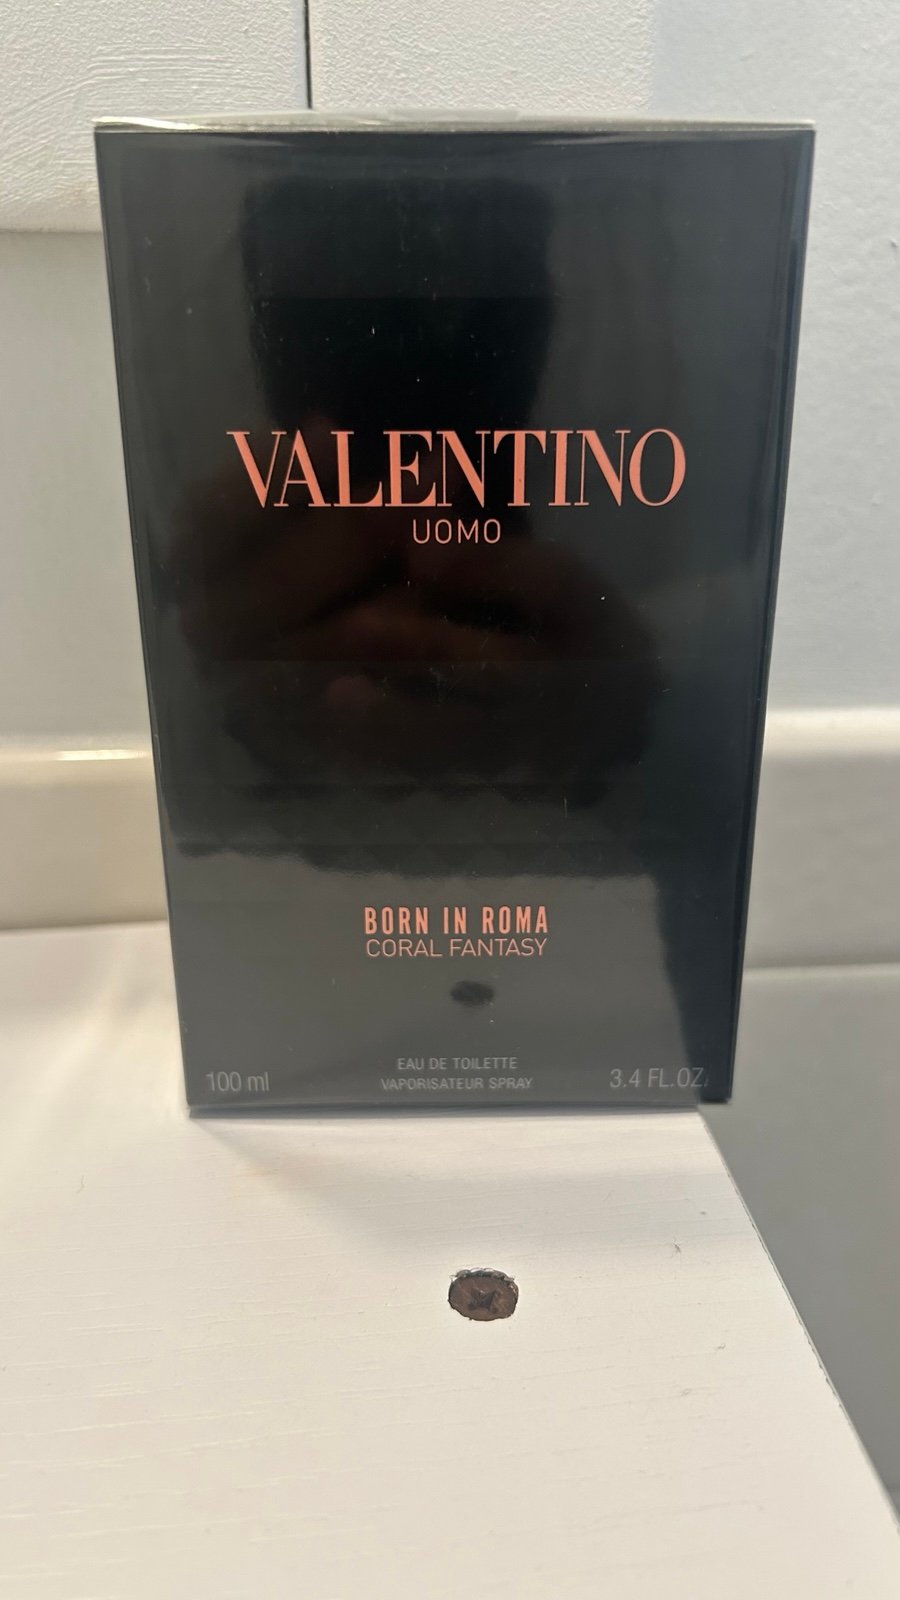 VALENTINO
UOMO
BORN IN ROMA
CORAL FANTASY
EAU DE TOILETTE
100 ml VAPORISATEUR SPRAY 3.4 FL.OZ.